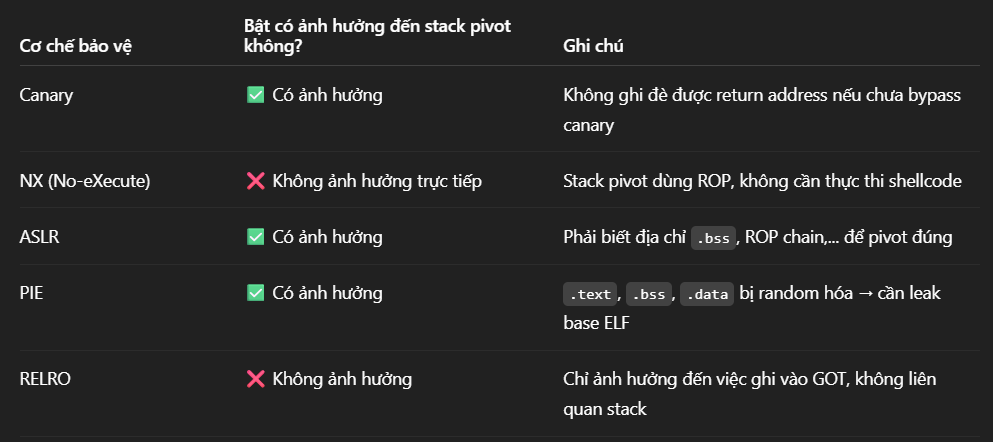 Cơ chế bảo vệ
Bật có ảnh hưởng đến stack pivot
không?
Ghi chú
Canary
✅ Có ảnh hưởng
Không ghi đè được return address nếu chưa bypass
canary
NX (No-eXecute)
❌ Không ảnh hưởng trực tiếp
Stack pivot dùng ROP, không cần thực thi shellcode
ASLR
✅ Có ảnh hưởng
Phải biết địa chỉ .bss, ROP chain,... để pivot đúng
PIE
✅ Có ảnh hưởng
.text, .bss, .data bị random hóa → cần leak
base ELF
RELRO
❌ Không ảnh hưởng
Chỉ ảnh hưởng đến việc ghi vào GOT, không liên
quan stack